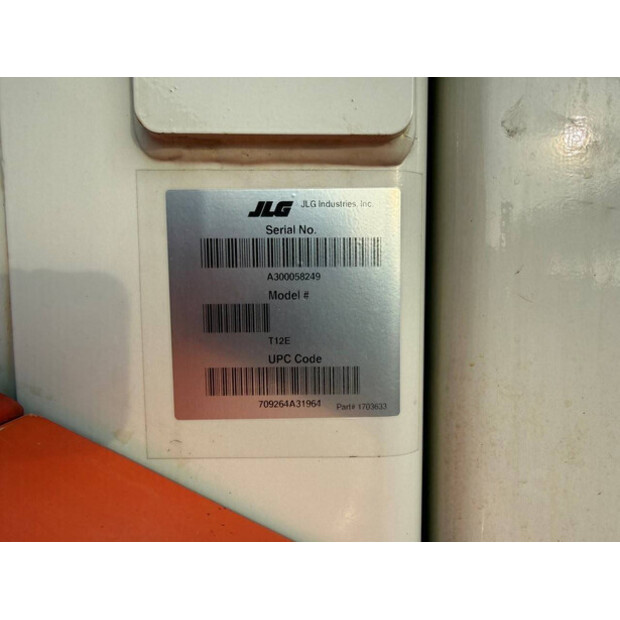 JLG JLG Industries, Inc.
Serial No.
A300058249
Model #
T12E
UPC Code
709264A31964
Part# 1703633